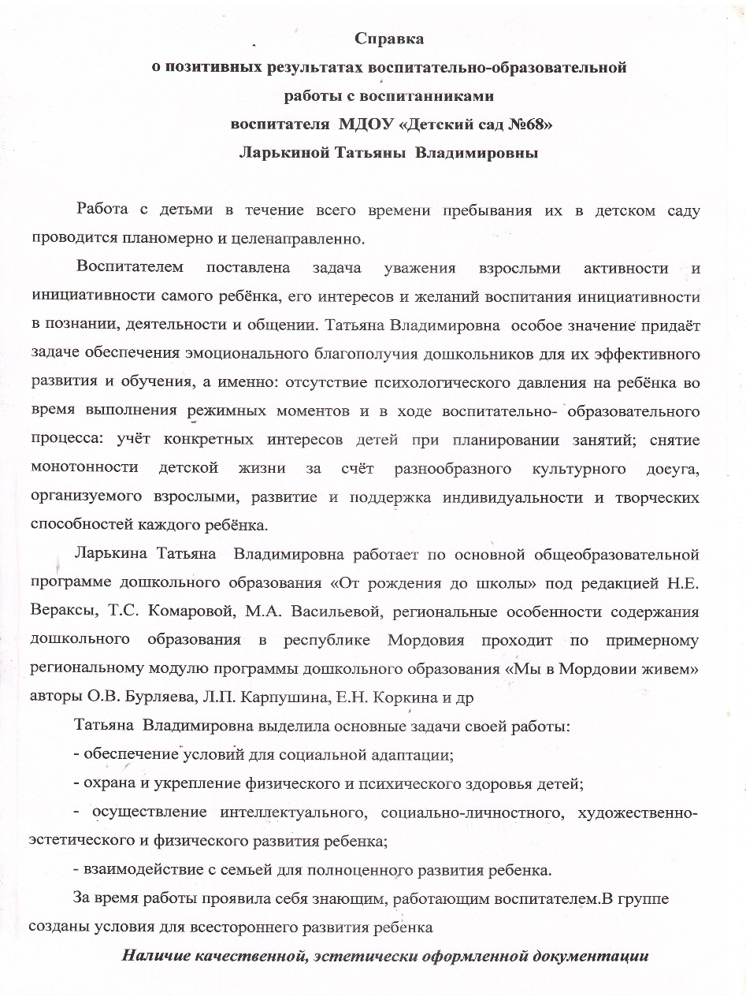 Справка
о позитивных результатах воспитательно-образовательной
работы с воспитанниками
воспитателя МДОУ «Детский сад №68»
Ларькиной Татьяны Владимировны
Работа с детьми в течение всего времени пребывания их в детском саду
проводится планомерно и целенаправленно.
Воспитателем поставлена задача уважения взрослыми активности и
инициативности самого ребёнка, его интересов и желаний воспитания инициативности
в познании, деятельности и общении. Татьяна Владимировна особое значение придаёт
задаче обеспечения эмоционального благополучия дошкольников для их эффективного
развития и обучения, а именно: отсутствие психологического давления на ребёнка во
время выполнения режимных моментов и в ходе воспитательно- образовательного
процесса: учёт конкретных интересов детей при планировании занятий; снятие
монотонности детской жизни за счёт разнообразного культурного досуга,
организуемого взрослыми, развитие и поддержка индивидуальности и творческих
способностей каждого ребёнка.
Ларькина Татьяна Владимировна работает по основной общеобразовательной
программе дошкольного образования «От рождения до школы» под редакцией Н.Е.
Вераксы, Т.С. Комаровой, М.А. Васильевой, региональные особенности содержания
дошкольного образования в республике Мордовия проходит по примерному
региональному модулю программы дошкольного образования «Мы в Мордовии живем»
авторы О.В. Бурляева, Л.П. Карпушина, Е.Н. Коркина и др
Татьяна Владимировна выделила основные задачи своей работы:
- обеспечение условий для социальной адаптации;
- охрана и укрепление физического и психического здоровья детей;
- осуществление интеллектуального, социально-личностного, художественно-
эстетического и физического развития ребенка;
- взаимодействие с семьей для полноценного развития ребенка.
За время работы проявила себя знающим, работающим воспитателем.В группе
созданы условия для всестороннего развития ребенка
Наличие качественной, эстетически оформленной документации